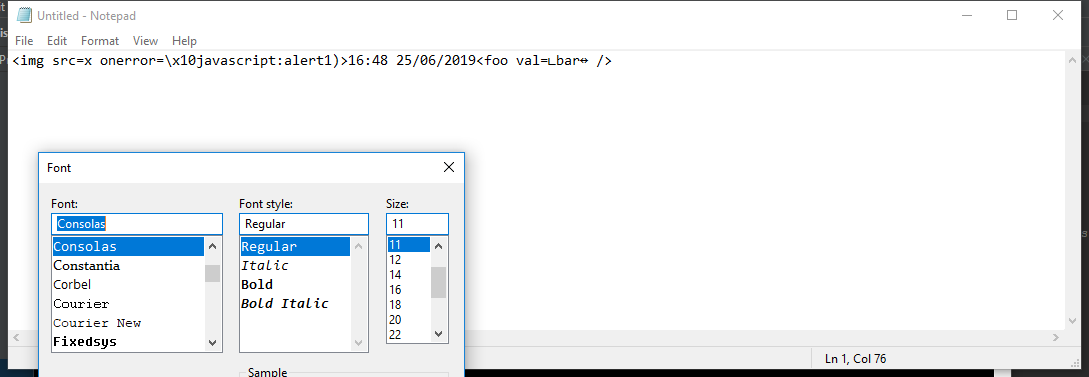 Untitled - Notepad
File Edit Format View Help
<img src=x onerror=\x10javascript:alert1)>16:48 25/06/2019<foo val=∟bar↔ />
Font
Font: Font style: Size:
Consolas Regular 11
Consolas Regular 11
Constantia Italic 12
Corbel Bold 14
Courier Bold Italic 16
Courier New 18
Fixedsys 20
22
Ln 1, Col 76
Sample